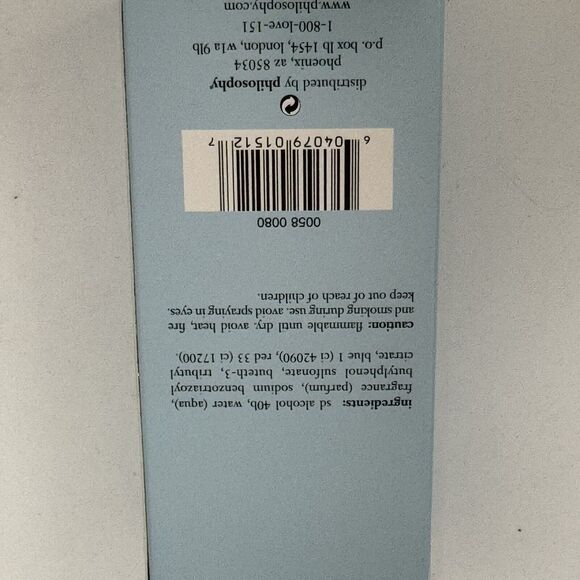 ingredients: sd alcohol 40b, water (aqua),
fragrance (parfum), sodium benzotriazoyl
butylphenol sulfonate, buteth-3, tributyl
citrate, blue 1 (ci 42090), red 33 (ci 17200).
caution: flammable until dry. avoid fire, heat,
and smoking during use. avoid spraying in eyes.
keep out of reach of children.
0058 0080
6 04079 01512 7
distributed by philosophy®
phoenix, az 85034
p.o. box lb 1454, london, w1a 9lb
1-800-love-151
www.philosophy.com